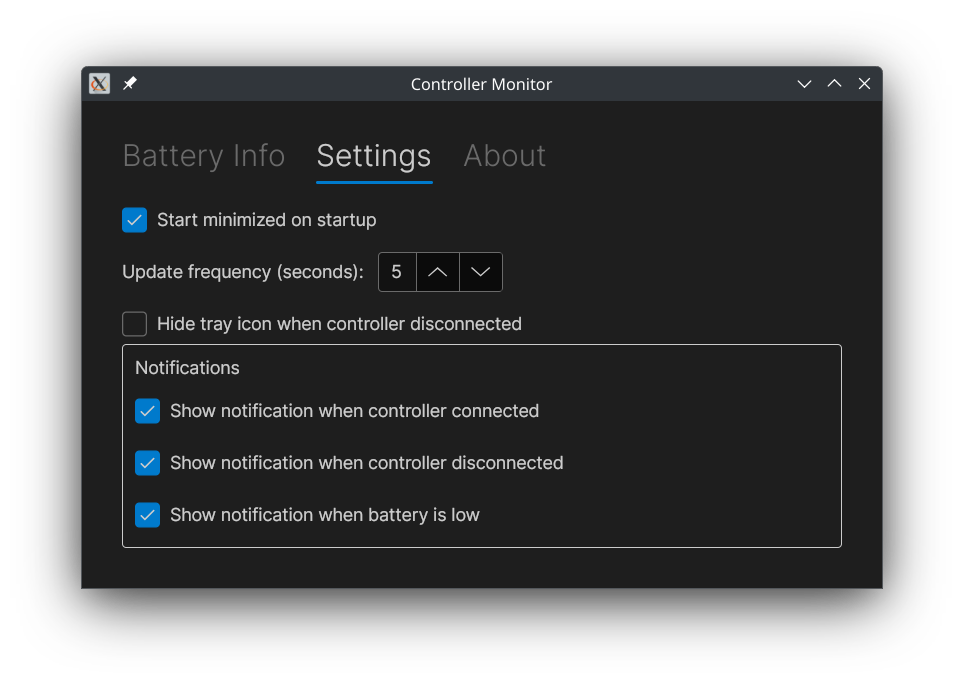 Controller Monitor
Battery Info Settings About
Start minimized on startup
Update frequency (seconds): 5
Hide tray icon when controller disconnected
Notifications
Show notification when controller connected
Show notification when controller disconnected
Show notification when battery is low